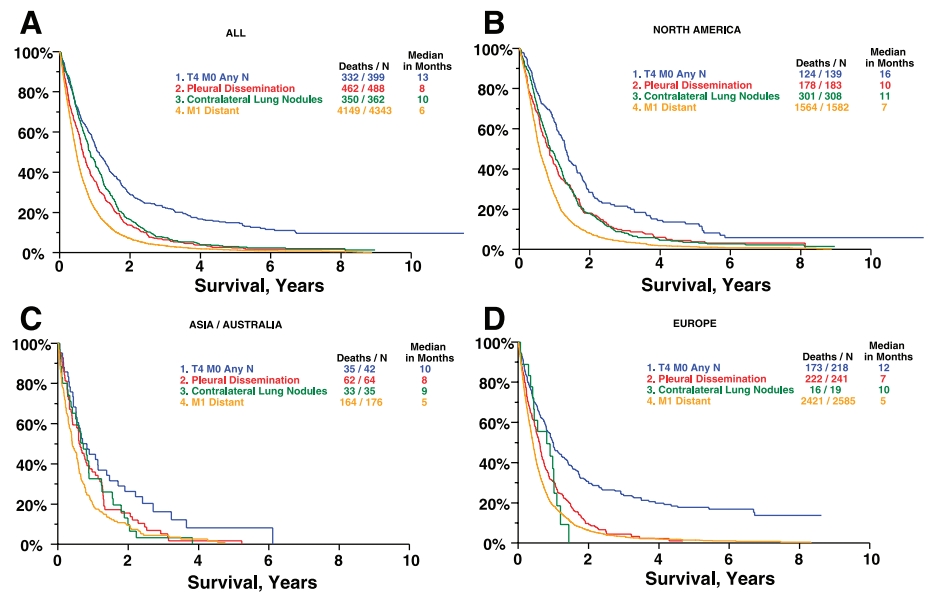 A
ALL
100%
80%
60%
40%
20%
0%
0 2 4 6 8 10
Survival, Years
Deaths / N Median in Months
1. T4 M0 Any N 332 / 399 13
2. Pleural Dissemination 462 / 488 8
3. Contralateral Lung Nodules 350 / 362 10
4. M1 Distant 4149 / 4343 6
B
NORTH AMERICA
100%
80%
60%
40%
20%
0%
0 2 4 6 8 10
Survival, Years
Deaths / N Median in Months
1. T4 M0 Any N 124 / 139 16
2. Pleural Dissemination 178 / 183 10
3. Contralateral Lung Nodules 301 / 308 11
4. M1 Distant 1564 / 1582 7
C
ASIA / AUSTRALIA
100%
80%
60%
40%
20%
0%
0 2 4 6 8 10
Survival, Years
Deaths / N Median in Months
1. T4 M0 Any N 35 / 42 10
2. Pleural Dissemination 62 / 64 8
3. Contralateral Lung Nodules 33 / 35 9
4. M1 Distant 164 / 176 5
D
EUROPE
100%
80%
60%
40%
20%
0%
0 2 4 6 8 10
Survival, Years
Deaths / N Median in Months
1. T4 M0 Any N 173 / 218 12
2. Pleural Dissemination 222 / 241 7
3. Contralateral Lung Nodules 16 / 19 10
4. M1 Distant 2421 / 2585 5